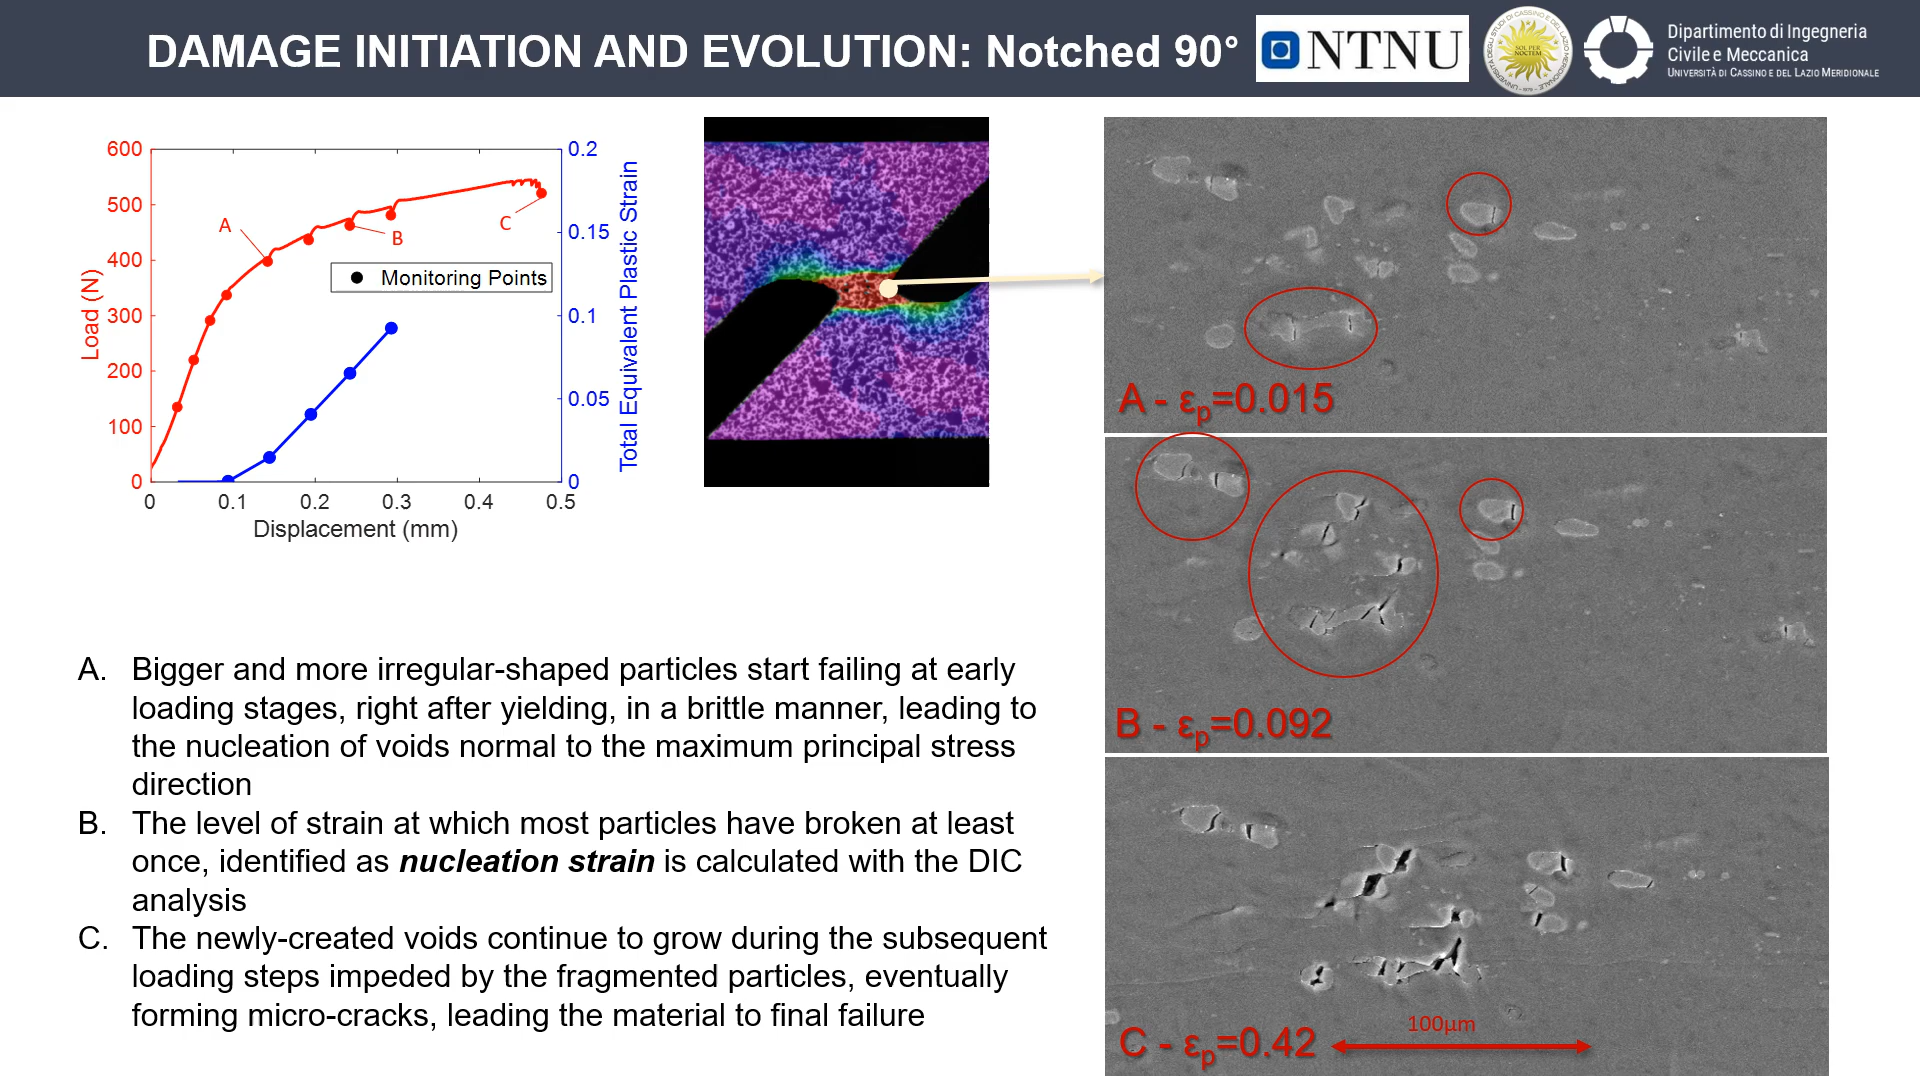 DAMAGE INITIATION AND EVOLUTION: Notched 90°
NTNU
Dipartimento di Ingegneria
Civile e Meccanica
UNIVERSITÀ DI CASSINO E DEL LAZIO MERIDIONALE
SOL PER
NOCTEM
600
500
400
300
200
100
0
Load (N)
0
0.1
0.2
0.3
0.4
0.5
Displacement (mm)
0.2
0.15
0.1
0.05
0
Total Equivalent Plastic Strain
A
B
C
Monitoring Points
A - εp=0.015
B - εp=0.092
C - εp=0.42
100μm
A. Bigger and more irregular-shaped particles start failing at early
loading stages, right after yielding, in a brittle manner, leading to
the nucleation of voids normal to the maximum principal stress
direction
B. The level of strain at which most particles have broken at least
once, identified as nucleation strain is calculated with the DIC
analysis
C. The newly-created voids continue to grow during the subsequent
loading steps impeded by the fragmented particles, eventually
forming micro-cracks, leading the material to final failure